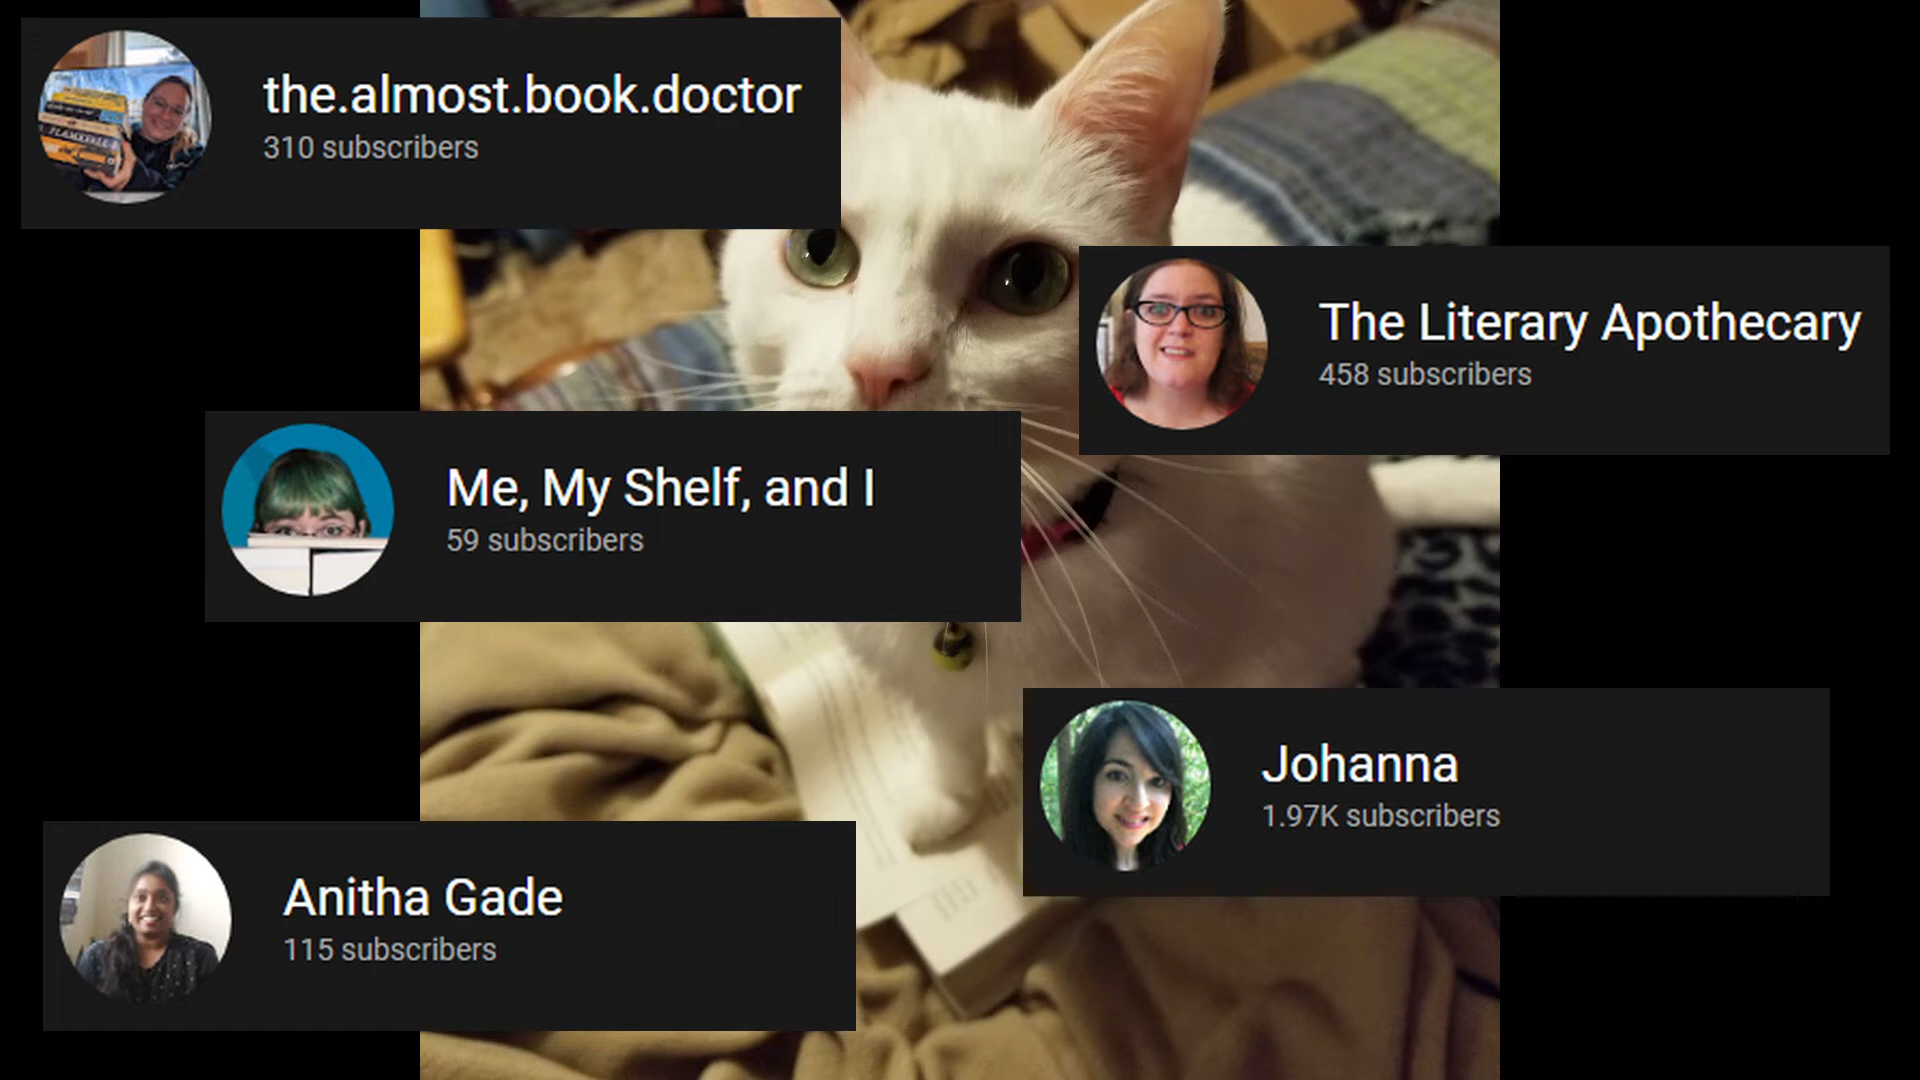 the.almost.book.doctor
310 subscribers
The Literary Apothecary
458 subscribers
Me, My Shelf, and I
59 subscribers
Johanna
1.97K subscribers
Anitha Gade
115 subscribers